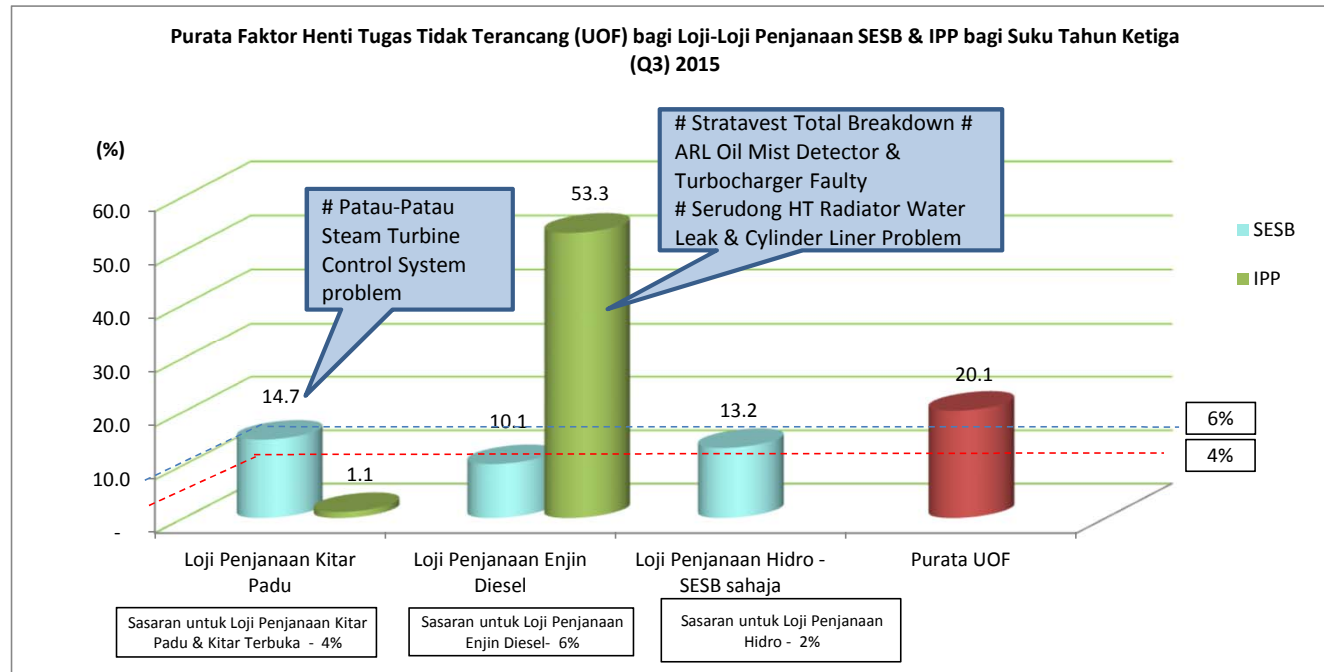 Purata Faktor Henti Tugas Tidak Terancang (UOF) bagi Loji-Loji Penjanaan SESB & IPP bagi Suku Tahun Ketiga
(Q3) 2015
(%)
# Stratavest Total Breakdown #
ARL Oil Mist Detector &
Turbocharger Faulty
# Serudong HT Radiator Water
Leak & Cylinder Liner Problem
# Patau-Patau
Steam Turbine
Control System
problem
60.0
50.0
40.0
30.0
20.0
10.0
-
14.7
1.1
10.1
53.3
13.2
20.1
SESB
IPP
6%
4%
Loji Penjanaan Kitar
Padu
Loji Penjanaan Enjin
Diesel
Loji Penjanaan Hidro -
SESB sahaja
Purata UOF
Sasaran untuk Loji Penjanaan Kitar
Padu & Kitar Terbuka - 4%
Sasaran untuk Loji Penjanaan
Enjin Diesel- 6%
Sasaran untuk Loji Penjanaan
Hidro - 2%